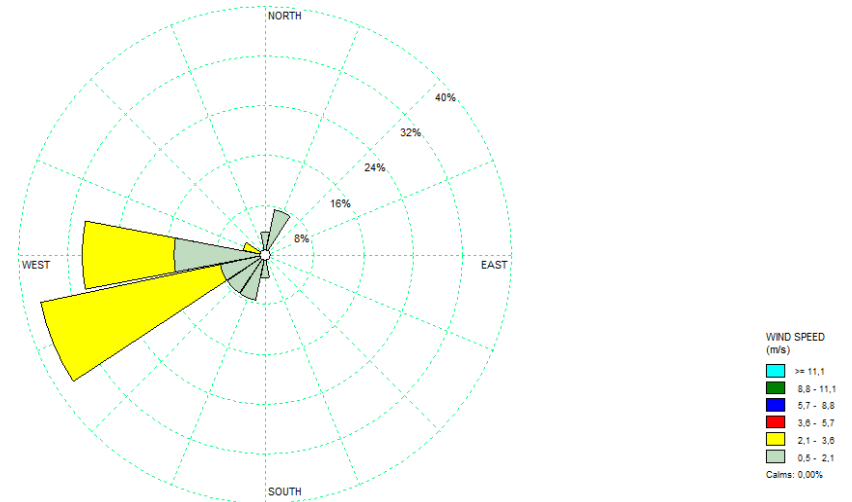 NORTH
40%
32%
24%
16%
8%
WEST
EAST
SOUTH
WIND SPEED
(m/s)
>= 11,1
8,8 - 11,1
5,7 - 8,8
3,6 - 5,7
2,1 - 3,6
0,5 - 2,1
Calms: 0,00%